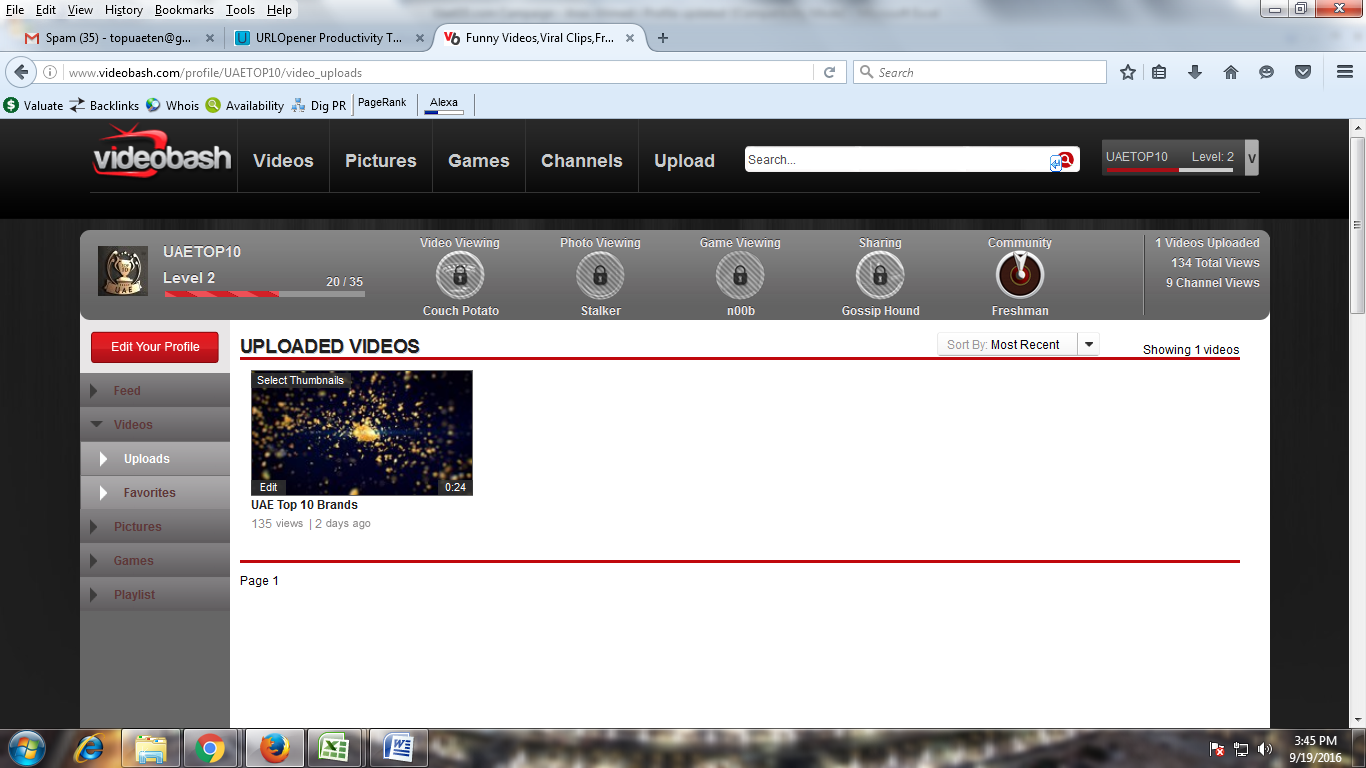 File Edit View History Bookmarks Tools Help
Spam (35) - topuaeten@g...
URLOpener Productivity T...
Funny Videos,Viral Clips,Fr...
www.videobash.com/profile/UAETOP10/video_uploads
Search
Valuate Backlinks Whois Availability Dig PR PageRank Alexa
videobash
Videos Pictures Games Channels Upload
Search...
UAETOP10 Level: 2 V
UAETOP10
Level 2
20 / 35
Video Viewing
Couch Potato
Photo Viewing
Stalker
Game Viewing
n00b
Sharing
Gossip Hound
Community
Freshman
1 Videos Uploaded
134 Total Views
9 Channel Views
Edit Your Profile
Feed
Videos
Uploads
Favorites
Pictures
Games
Playlist
UPLOADED VIDEOS
Sort By: Most Recent
Showing 1 videos
Select Thumbnails
Edit
0:24
UAE Top 10 Brands
135 views | 2 days ago
Page 1
3:45 PM
9/19/2016